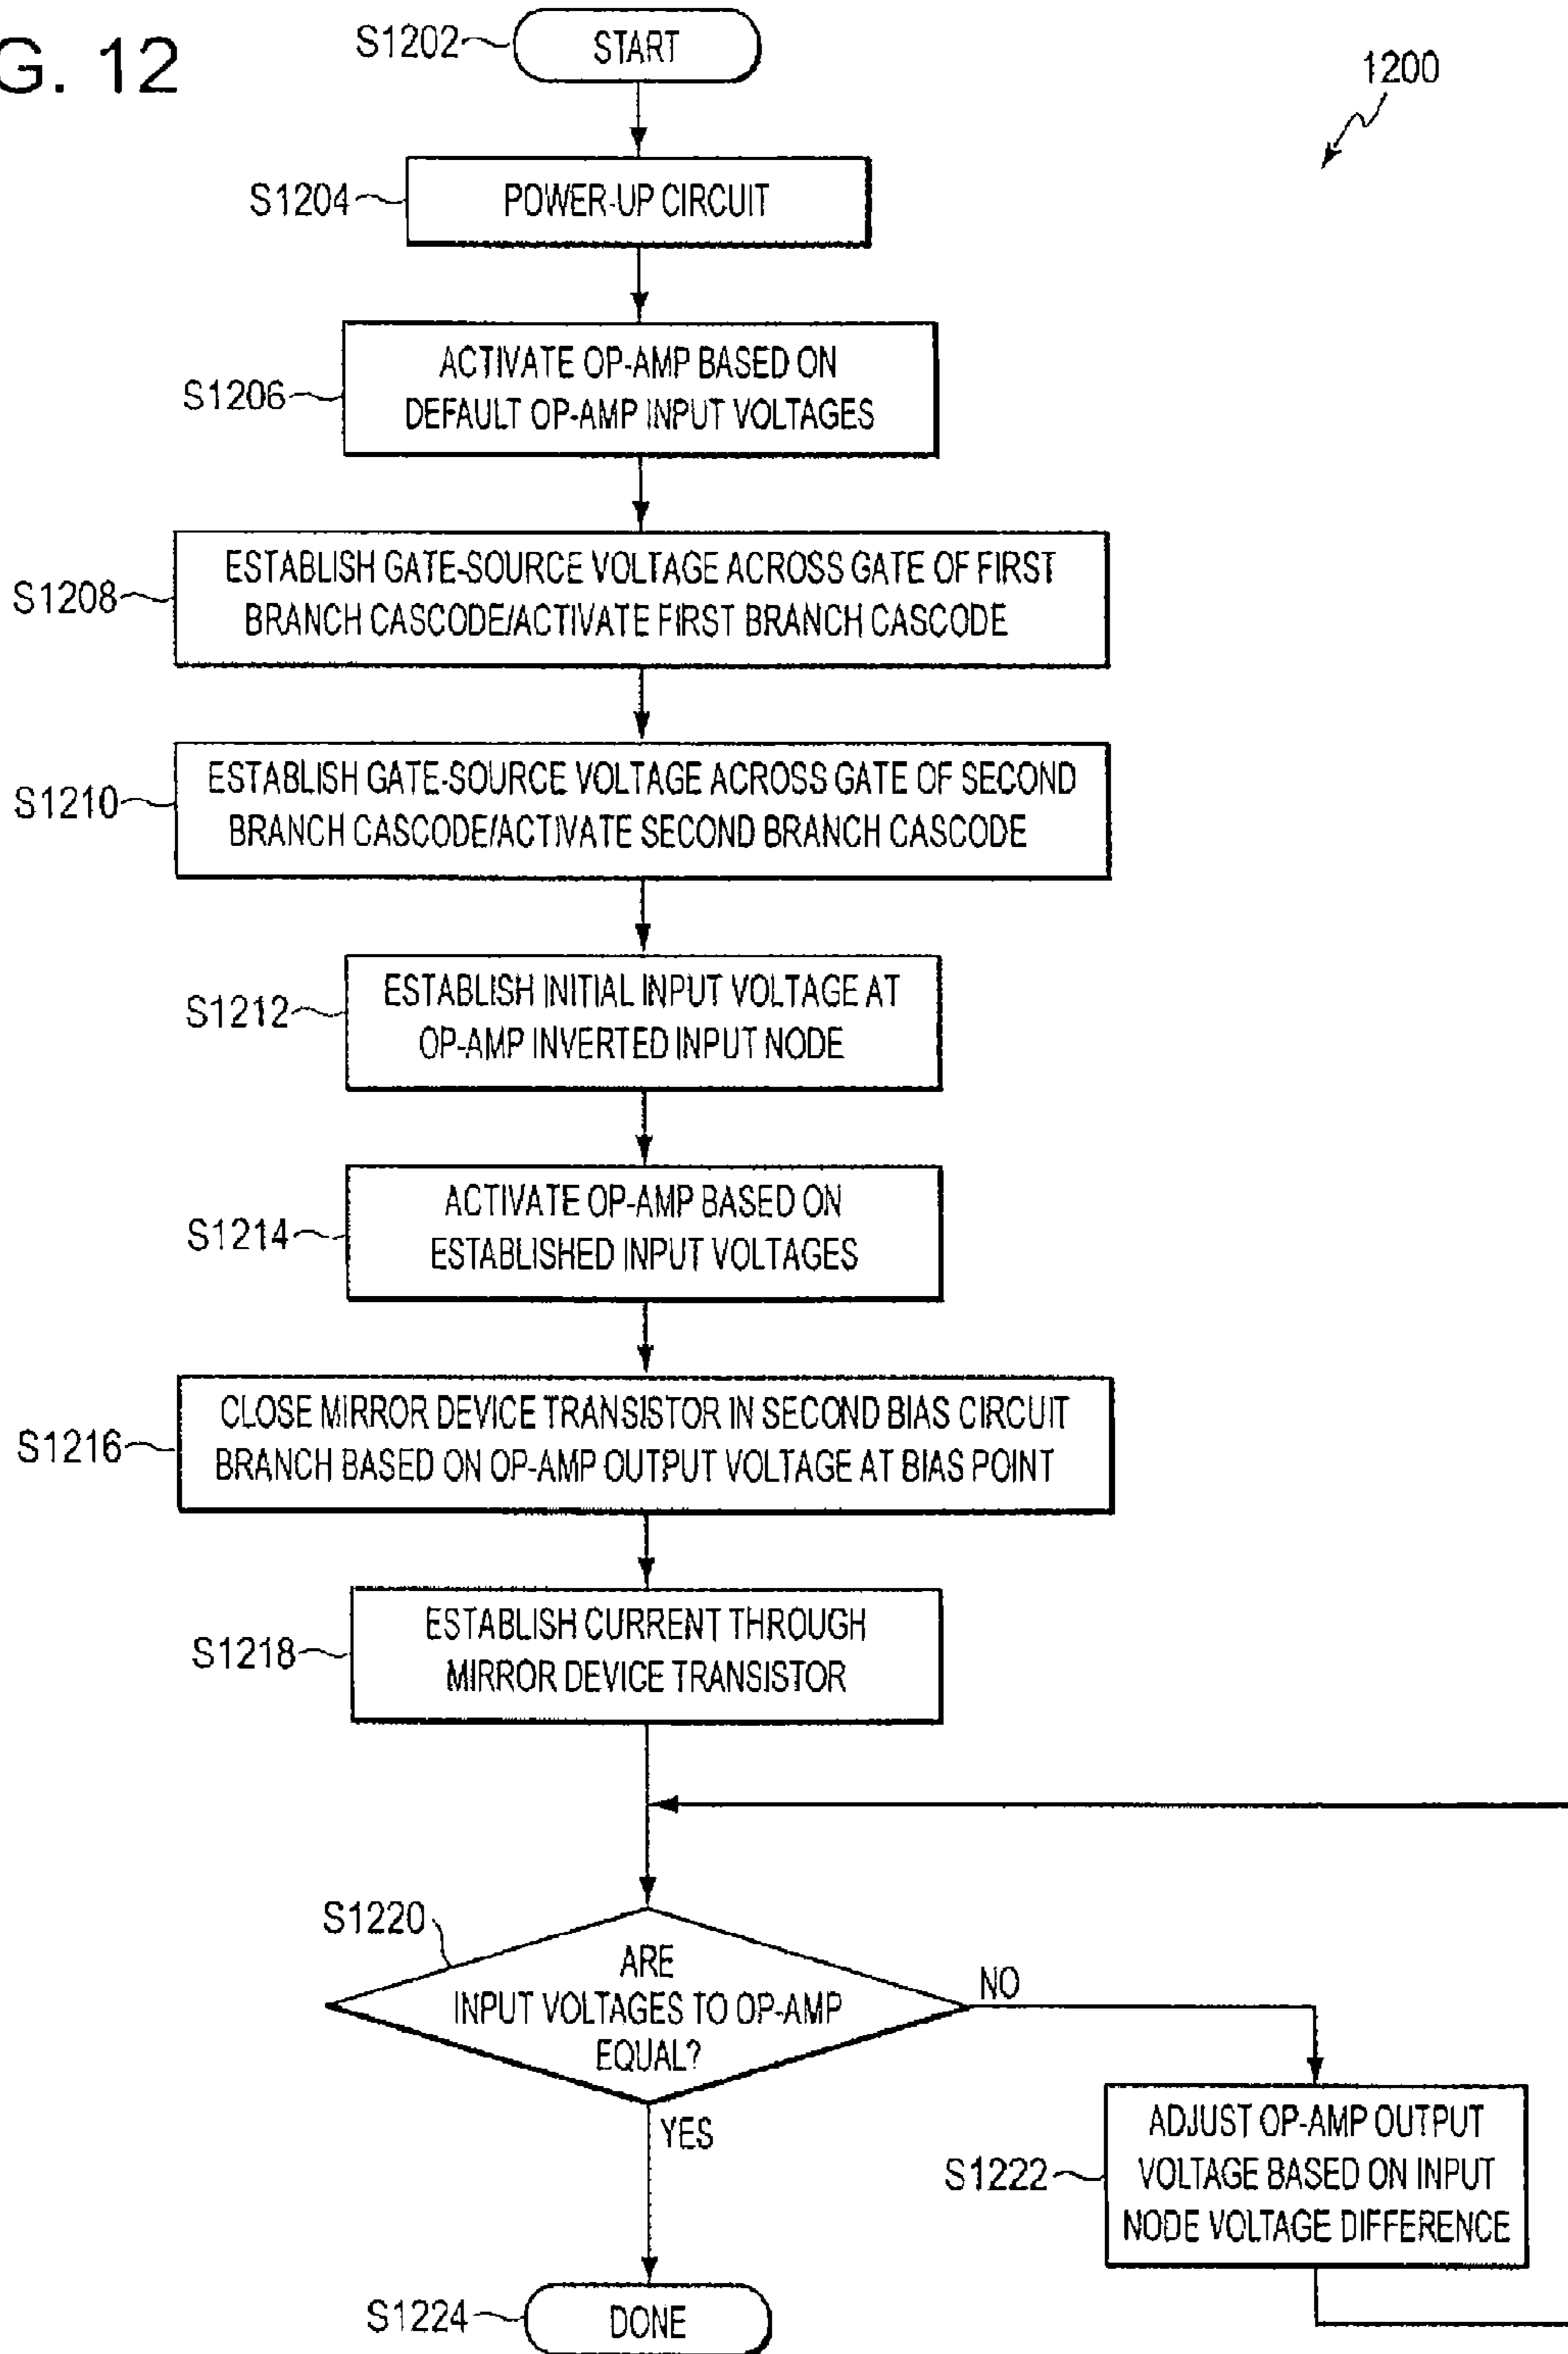 G. 12
S1202
START
1200
S1204
POWER-UP CIRCUIT
S1206
ACTIVATE OP-AMP BASED ON
DEFAULT OP-AMP INPUT VOLTAGES
S1208
ESTABLISH GATE-SOURCE VOLTAGE ACROSS GATE OF FIRST
BRANCH CASCODE/ACTIVATE FIRST BRANCH CASCODE
S1210
ESTABLISH GATE-SOURCE VOLTAGE ACROSS GATE OF SECOND
BRANCH CASCODE/ACTIVATE SECOND BRANCH CASCODE
S1212
ESTABLISH INITIAL INPUT VOLTAGE AT
OP-AMP INVERTED INPUT NODE
S1214
ACTIVATE OP-AMP BASED ON
ESTABLISHED INPUT VOLTAGES
S1216
CLOSE MIRROR DEVICE TRANSISTOR IN SECOND BIAS CIRCUIT
BRANCH BASED ON OP-AMP OUTPUT VOLTAGE AT BIAS POINT
S1218
ESTABLISH CURRENT THROUGH
MIRROR DEVICE TRANSISTOR
S1220
ARE
INPUT VOLTAGES TO OP-AMP
EQUAL?
NO
YES
S1222
ADJUST OP-AMP OUTPUT
VOLTAGE BASED ON INPUT
NODE VOLTAGE DIFFERENCE
S1224
DONE